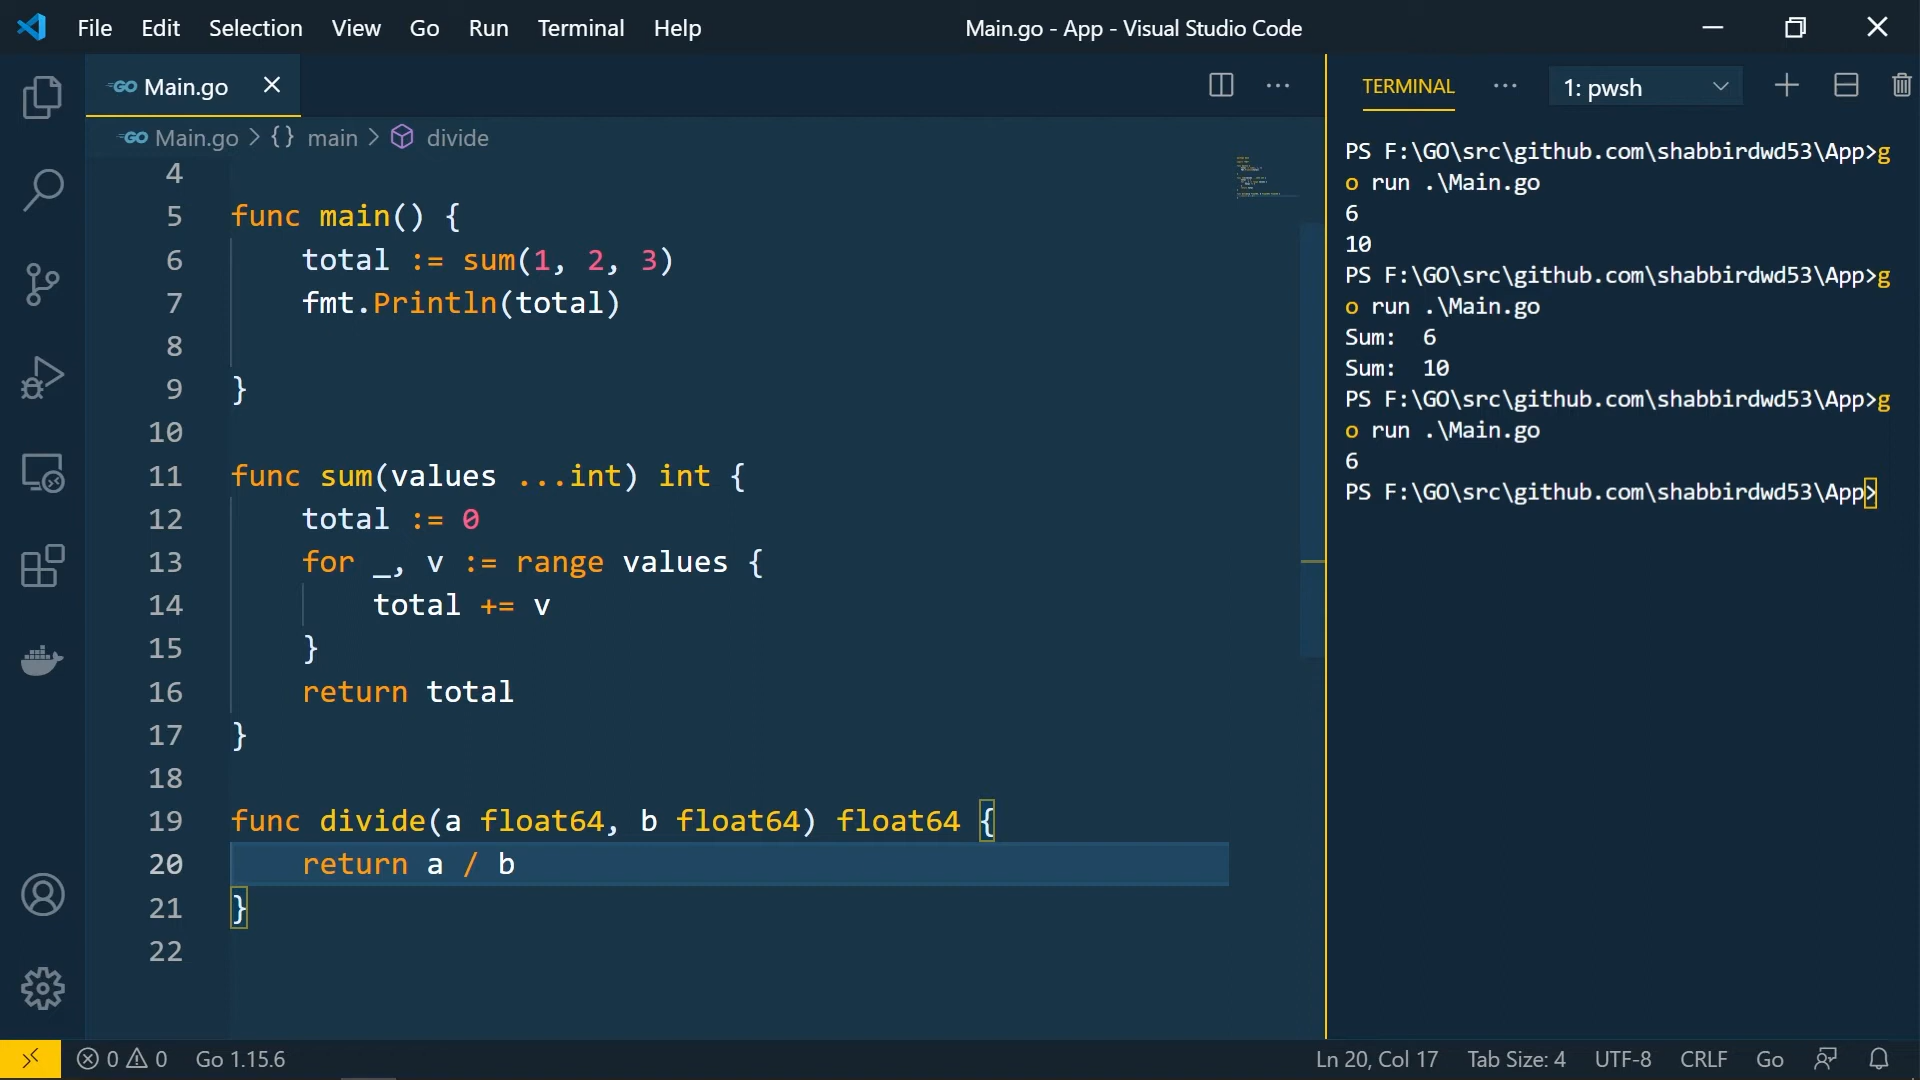 File Edit Selection View Go Run Terminal Help
Main.go - App - Visual Studio Code
Main.go
Main.go > {} main > divide
4
5 func main() {
6     total := sum(1, 2, 3)
7     fmt.Println(total)
8
9 }
10
11 func sum(values ...int) int {
12     total := 0
13     for _, v := range values {
14         total += v
15     }
16     return total
17 }
18
19 func divide(a float64, b float64) float64 {
20     return a / b
21 }
22
TERMINAL ··· 1: pwsh
PS F:\GO\src\github.com\shabbirdwd53\App>g
o run .\Main.go
6
10
PS F:\GO\src\github.com\shabbirdwd53\App>g
o run .\Main.go
Sum:  6
Sum:  10
PS F:\GO\src\github.com\shabbirdwd53\App>g
o run .\Main.go
6
PS F:\GO\src\github.com\shabbirdwd53\App>
0 0 Go 1.15.6
Ln 20, Col 17 Tab Size: 4 UTF-8 CRLF Go